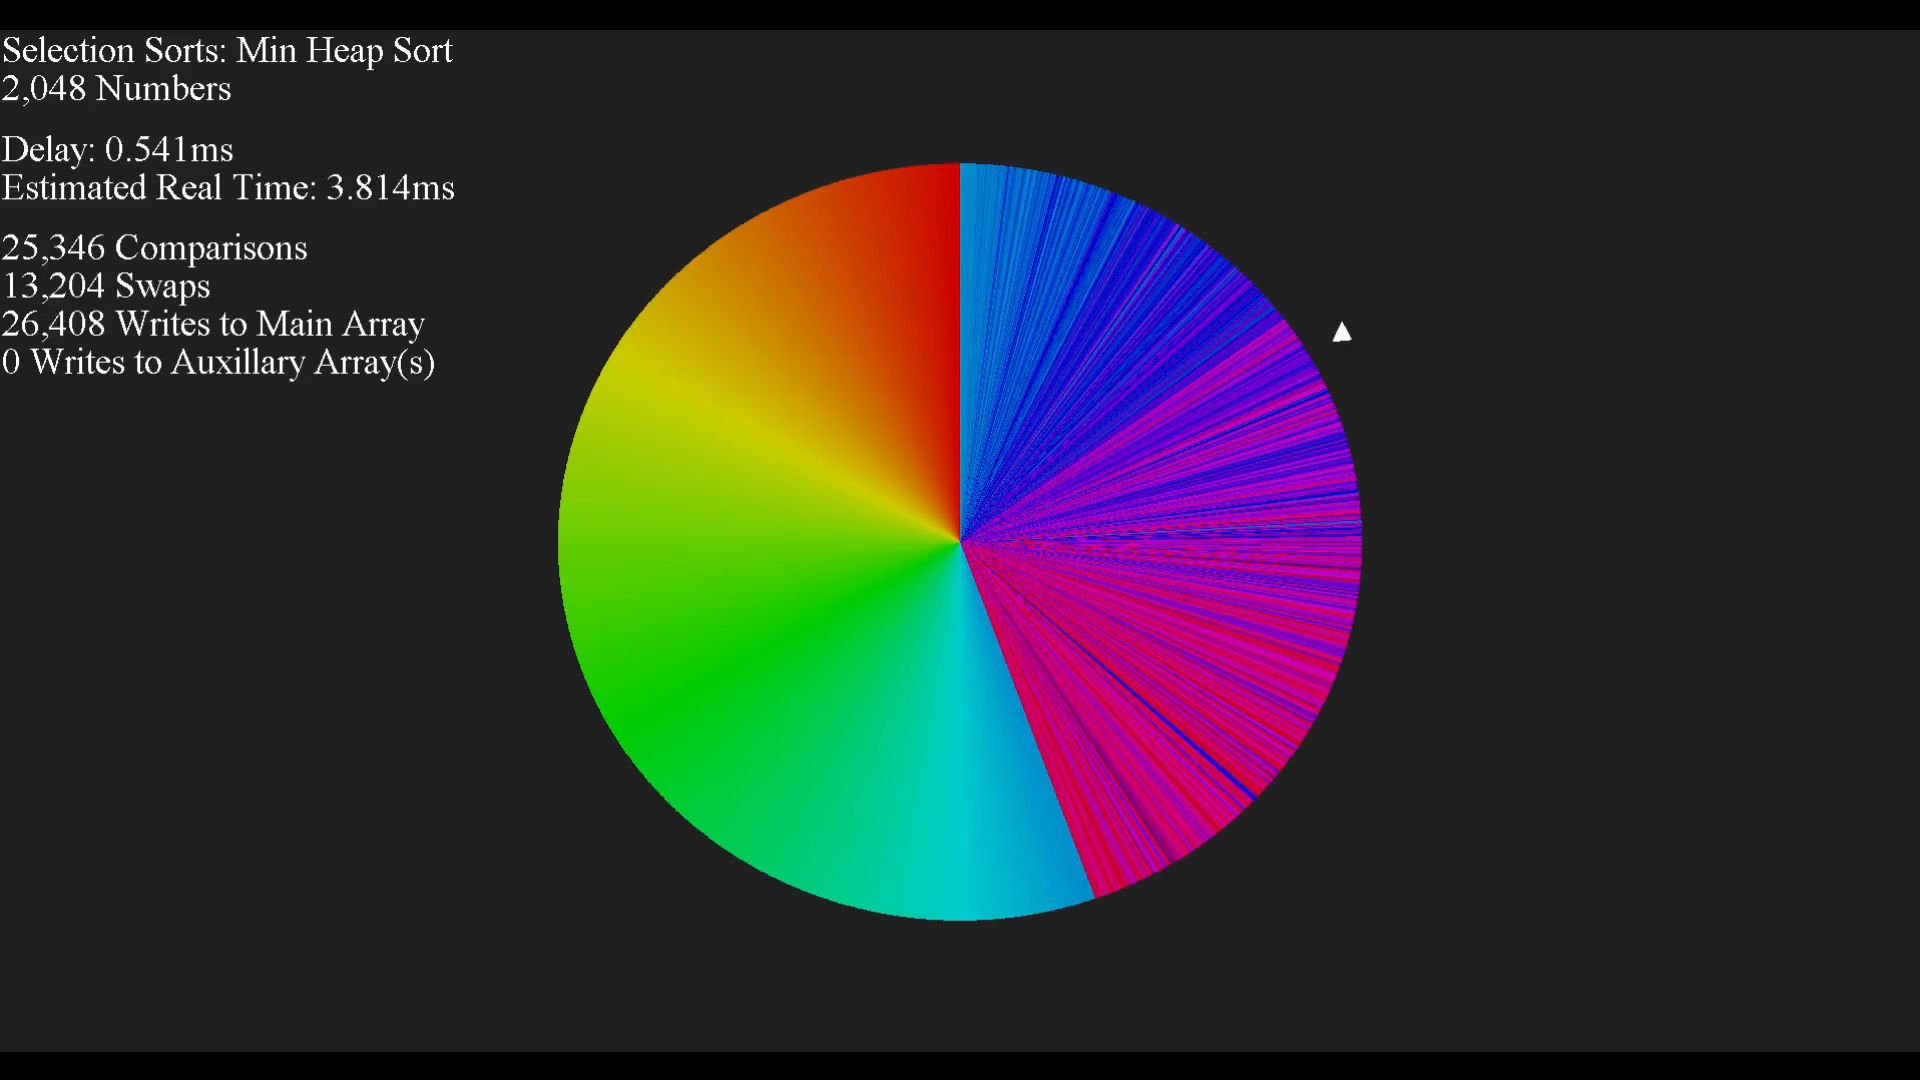 Selection Sorts: Min Heap Sort
2,048 Numbers
Delay: 0.541ms
Estimated Real Time: 3.814ms
25,346 Comparisons
13,204 Swaps
26,408 Writes to Main Array
0 Writes to Auxillary Array(s)